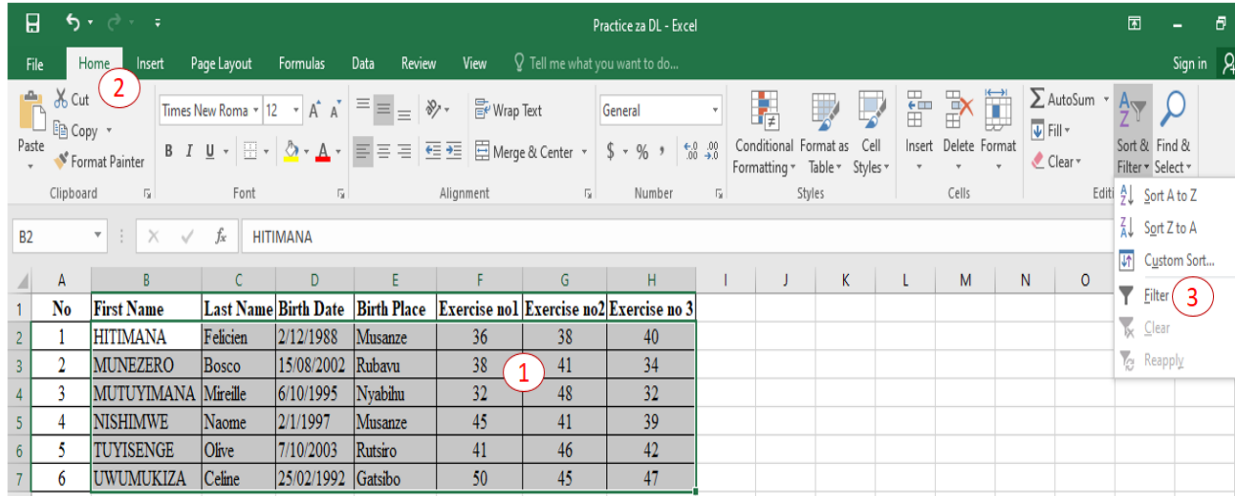 Practice za DL - Excel
File Home Insert Page Layout Formulas Data Review View Tell me what you want to do... Sign in
2
Cut
Copy
Format Painter
Paste
Times New Roma 12 A A
B I U A
Wrap Text
Merge & Center
General
$ % , .0 .00 .00 .0
Conditional Formatting
Format as Table
Cell Styles
Insert Delete Format
AutoSum
Fill
Clear
Sort & Filter
Find & Select
Clipboard Font Alignment Number Styles Cells Editi
Sort A to Z
Sort Z to A
Custom Sort...
Filter 3
Clear
Reapply
B2 fx HITIMANA
A B C D E F G H I J K L M N O
1 No First Name Last Name Birth Date Birth Place Exercise no1 Exercise no2 Exercise no 3
2 1 HITIMANA Felicien 2/12/1988 Musanze 36 38 40
3 2 MUNEZERO Bosco 15/08/2002 Rubavu 38 1 41 34
4 3 MUTUYIMANA Mireille 6/10/1995 Nyabihu 32 48 32
5 4 NISHIMWE Naome 2/1/1997 Musanze 45 41 39
6 5 TUYISENGE Olive 7/10/2003 Rutsiro 41 46 42
7 6 UWUMUKIZA Celine 25/02/1992 Gatsibo 50 45 47